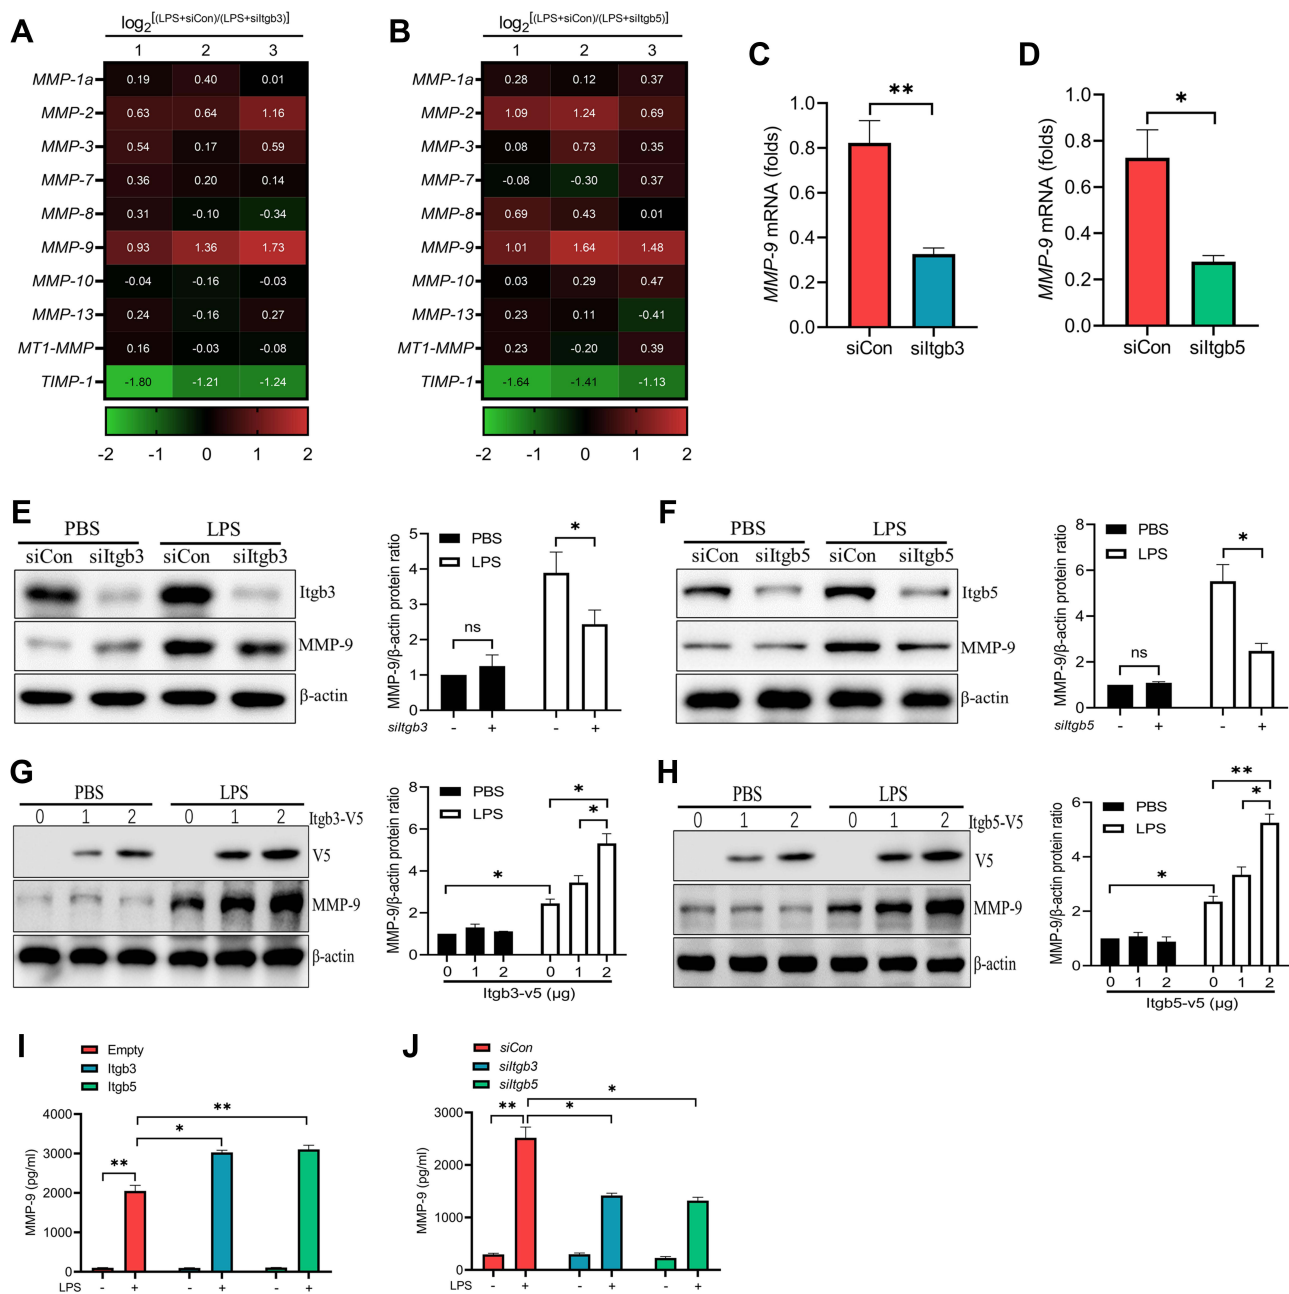 A
log2[(LPS+siCon)/(LPS+siItgb3)]
1 2 3
MMP-1a 0.19 0.40 0.01
MMP-2 0.63 0.64 1.16
MMP-3 0.54 0.17 0.59
MMP-7 0.36 0.20 0.14
MMP-8 0.31 -0.10 -0.34
MMP-9 0.93 1.36 1.73
MMP-10 -0.04 -0.16 -0.03
MMP-13 0.24 -0.16 0.27
MT1-MMP 0.16 -0.03 -0.08
TIMP-1 -1.80 -1.21 -1.24
-2 -1 0 1 2
B
log2[(LPS+siCon)/(LPS+siItgb5)]
1 2 3
MMP-1a 0.28 0.12 0.37
MMP-2 1.09 1.24 0.69
MMP-3 0.08 0.73 0.35
MMP-7 -0.08 -0.30 0.37
MMP-8 0.69 0.43 0.01
MMP-9 1.01 1.64 1.48
MMP-10 0.03 0.29 0.47
MMP-13 0.23 0.11 -0.41
MT1-MMP 0.23 -0.20 0.39
TIMP-1 -1.64 -1.41 -1.13
-2 -1 0 1 2
C
MMP-9 mRNA (folds)
1.0
0.8
0.6
0.4
0.2
0.0
**
siCon siItgb3
D
MMP-9 mRNA (folds)
1.0
0.8
0.6
0.4
0.2
0.0
*
siCon siItgb5
E
PBS LPS
siCon siItgb3 siCon siItgb3
Itgb3
MMP-9
β-actin
MMP-9/β-actin protein ratio
5
4
3
2
1
0
PBS
LPS
ns
*
siItgb3 - + - +
F
PBS LPS
siCon siItgb5 siCon siItgb5
Itgb5
MMP-9
β-actin
MMP-9/β-actin protein ratio
8
6
4
2
0
PBS
LPS
ns
*
siItgb5 - + - +
G
PBS LPS
0 1 2 0 1 2 Itgb3-V5
V5
MMP-9
β-actin
MMP-9/β-actin protein ratio
8
6
4
2
0
PBS
LPS
*
*
*
0 1 2 0 1 2
Itgb3-v5 (μg)
H
PBS LPS
0 1 2 0 1 2 Itgb5-V5
V5
MMP-9
β-actin
MMP-9/β-actin protein ratio
6
4
2
0
PBS
LPS
**
*
*
0 1 2 0 1 2
Itgb5-v5 (μg)
I
Empty
Itgb3
Itgb5
MMP-9 (pg/ml)
4000
3000
2000
1000
0
**
*
**
LPS - + - + - +
J
siCon
siItgb3
siItgb5
MMP-9 (pg/ml)
3000
2000
1000
0
**
*
*
LPS - + - + - +